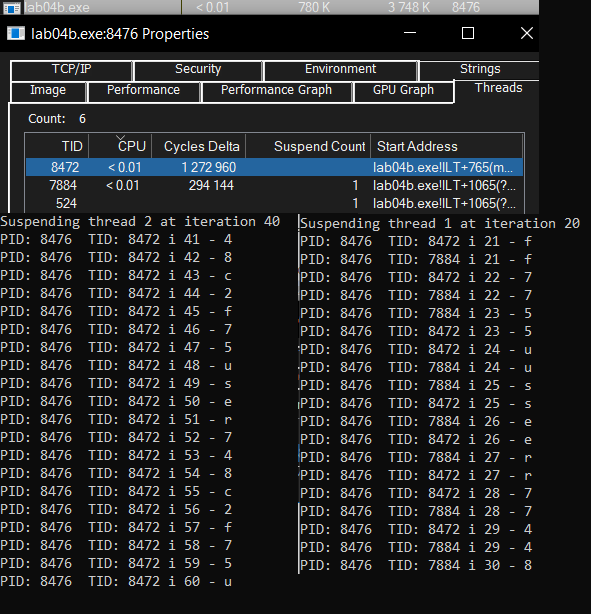 lab04b.exe < 0.01 780 K 3 748 K 8476
lab04b.exe:8476 Properties
TCP/IP Security Environment Strings
Image Performance Performance Graph GPU Graph Threads
Count: 6
TID CPU Cycles Delta Suspend Count Start Address
8472 < 0.01 1 272 960 lab04b.exe!ILT+765(m...
7884 < 0.01 294 144 1 lab04b.exe!ILT+1065(?...
524 1 lab04b.exe!ILT+1065(?...
Suspending thread 2 at iteration 40
PID: 8476 TID: 8472 i 41 - 4
PID: 8476 TID: 8472 i 42 - 8
PID: 8476 TID: 8472 i 43 - c
PID: 8476 TID: 8472 i 44 - 2
PID: 8476 TID: 8472 i 45 - f
PID: 8476 TID: 8472 i 46 - 7
PID: 8476 TID: 8472 i 47 - 5
PID: 8476 TID: 8472 i 48 - u
PID: 8476 TID: 8472 i 49 - s
PID: 8476 TID: 8472 i 50 - e
PID: 8476 TID: 8472 i 51 - r
PID: 8476 TID: 8472 i 52 - 7
PID: 8476 TID: 8472 i 53 - 4
PID: 8476 TID: 8472 i 54 - 8
PID: 8476 TID: 8472 i 55 - c
PID: 8476 TID: 8472 i 56 - 2
PID: 8476 TID: 8472 i 57 - f
PID: 8476 TID: 8472 i 58 - 7
PID: 8476 TID: 8472 i 59 - 5
PID: 8476 TID: 8472 i 60 - u
Suspending thread 1 at iteration 20
PID: 8476 TID: 8472 i 21 - f
PID: 8476 TID: 7884 i 21 - f
PID: 8476 TID: 8472 i 22 - 7
PID: 8476 TID: 7884 i 22 - 7
PID: 8476 TID: 7884 i 23 - 5
PID: 8476 TID: 8472 i 23 - 5
PID: 8476 TID: 8472 i 24 - u
PID: 8476 TID: 7884 i 24 - u
PID: 8476 TID: 7884 i 25 - s
PID: 8476 TID: 8472 i 25 - s
PID: 8476 TID: 7884 i 26 - e
PID: 8476 TID: 8472 i 26 - e
PID: 8476 TID: 7884 i 27 - r
PID: 8476 TID: 8472 i 27 - r
PID: 8476 TID: 8472 i 28 - 7
PID: 8476 TID: 7884 i 28 - 7
PID: 8476 TID: 8472 i 29 - 4
PID: 8476 TID: 7884 i 29 - 4
PID: 8476 TID: 7884 i 30 - 8